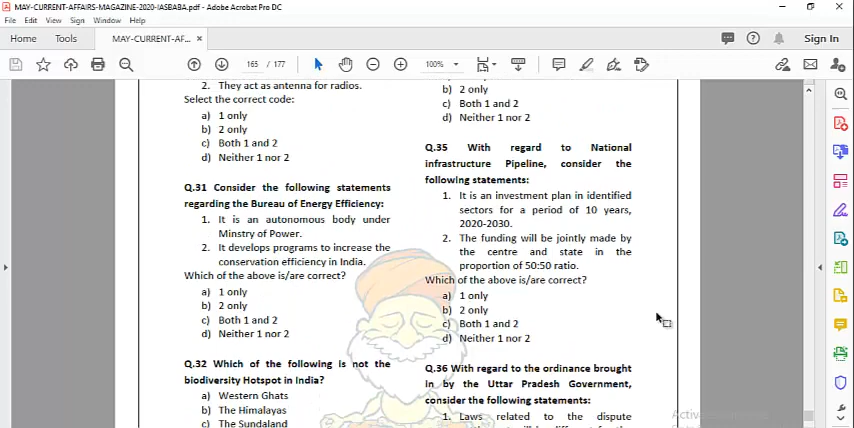 MAY-CURRENT-AFFAIRS-MAGAZINE-2020-IASBABA.pdf - Adobe Acrobat Pro DC
File Edit View Sign Window Help
Home Tools MAY-CURRENT-AF... × Sign In
165 / 177 100%
2. They act as antenna for radios.
Select the correct code:
a) 1 only
b) 2 only
c) Both 1 and 2
d) Neither 1 nor 2
Q.31 Consider the following statements
regarding the Bureau of Energy Efficiency:
1. It is an autonomous body under
Minstry of Power.
2. It develops programs to increase the
conservation efficiency in India.
Which of the above is/are correct?
a) 1 only
b) 2 only
c) Both 1 and 2
d) Neither 1 nor 2
Q.32 Which of the following is not the
biodiversity Hotspot in India?
a) Western Ghats
b) The Himalayas
c) The Sundaland
b) 2 only
c) Both 1 and 2
d) Neither 1 nor 2
Q.35 With regard to National
infrastructure Pipeline, consider the
following statements:
1. It is an investment plan in identified
sectors for a period of 10 years,
2020-2030.
2. The funding will be jointly made by
the centre and state in the
proportion of 50:50 ratio.
Which of the above is/are correct?
a) 1 only
b) 2 only
c) Both 1 and 2
d) Neither 1 nor 2
Q.36 With regard to the ordinance brought
in by the Uttar Pradesh Government,
consider the following statements:
1. Laws related to the dispute